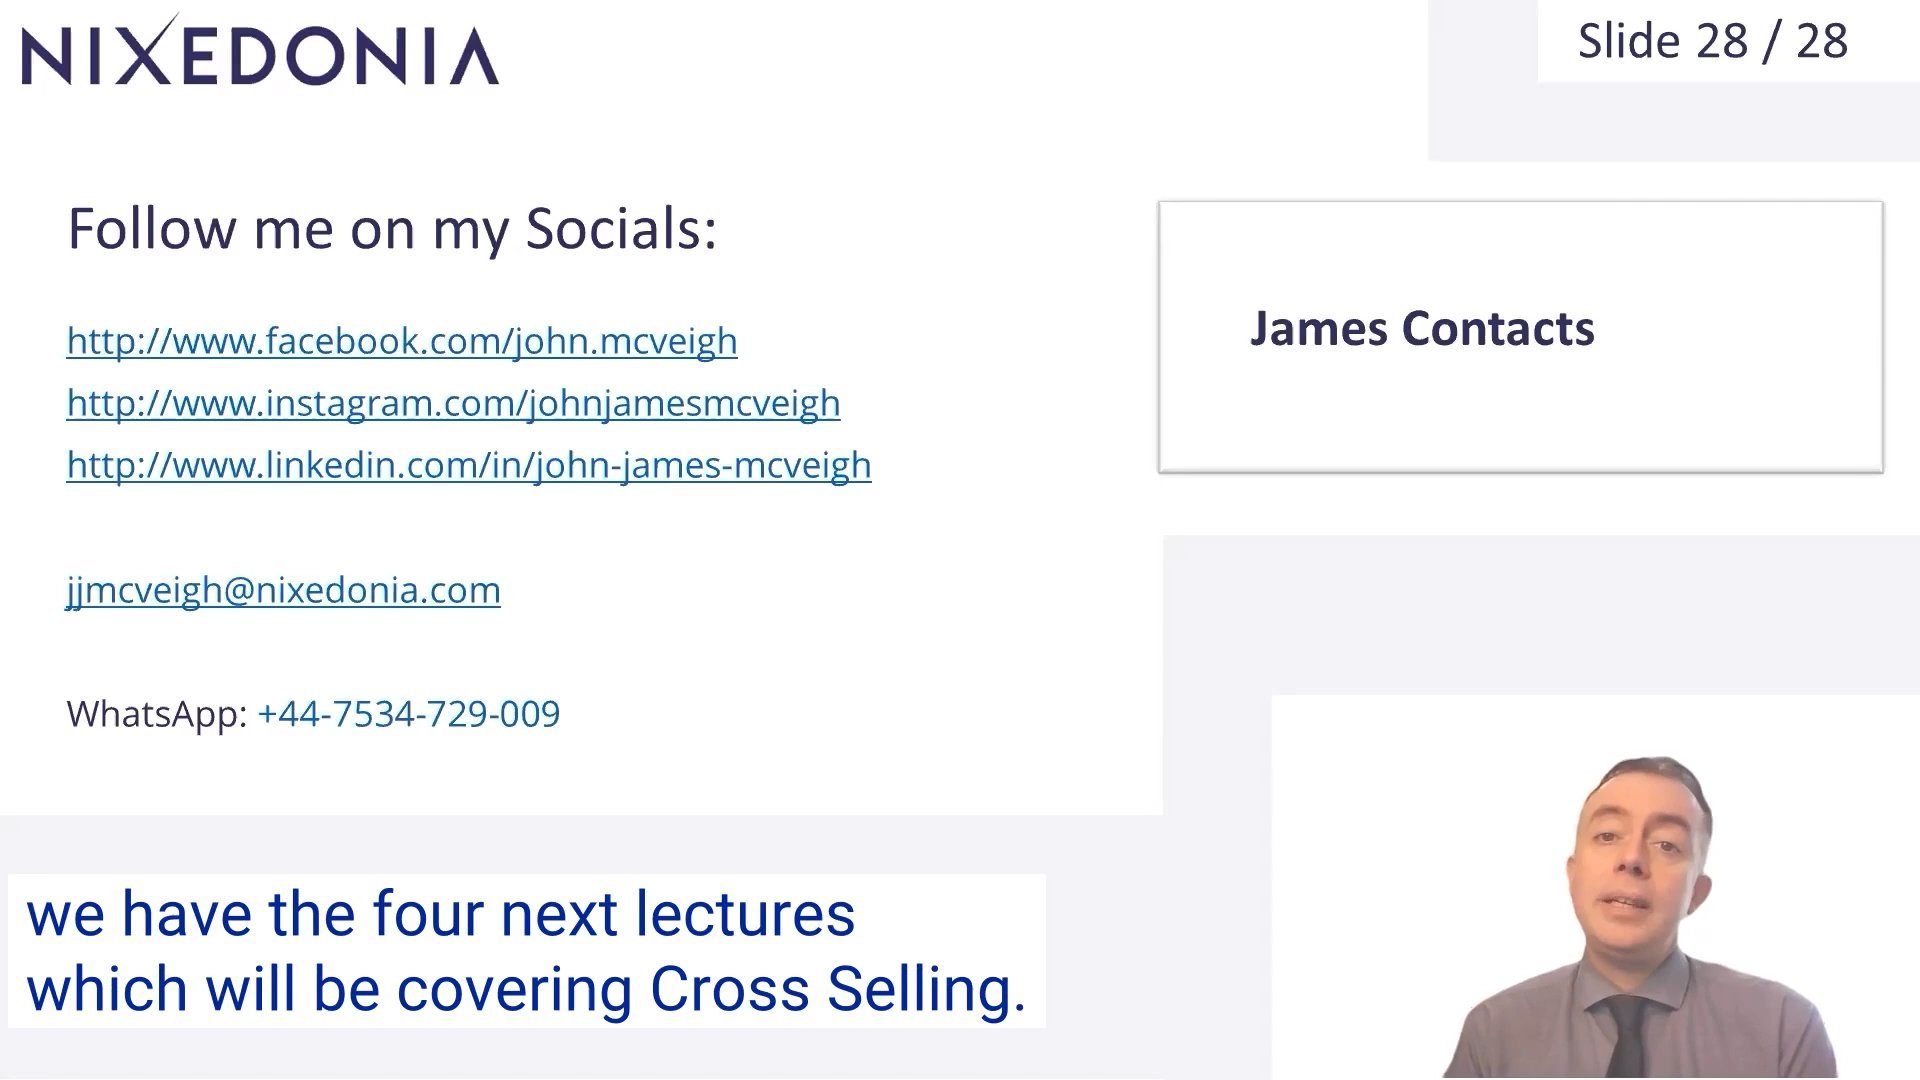 NIXEDONIA
Slide 28 / 28
Follow me on my Socials:
http://www.facebook.com/john.mcveigh
http://www.instagram.com/johnjamesmcveigh
http://www.linkedin.com/in/john-james-mcveigh
jjmcveigh@nixedonia.com
WhatsApp: +44-7534-729-009
James Contacts
we have the four next lectures
which will be covering Cross Selling.